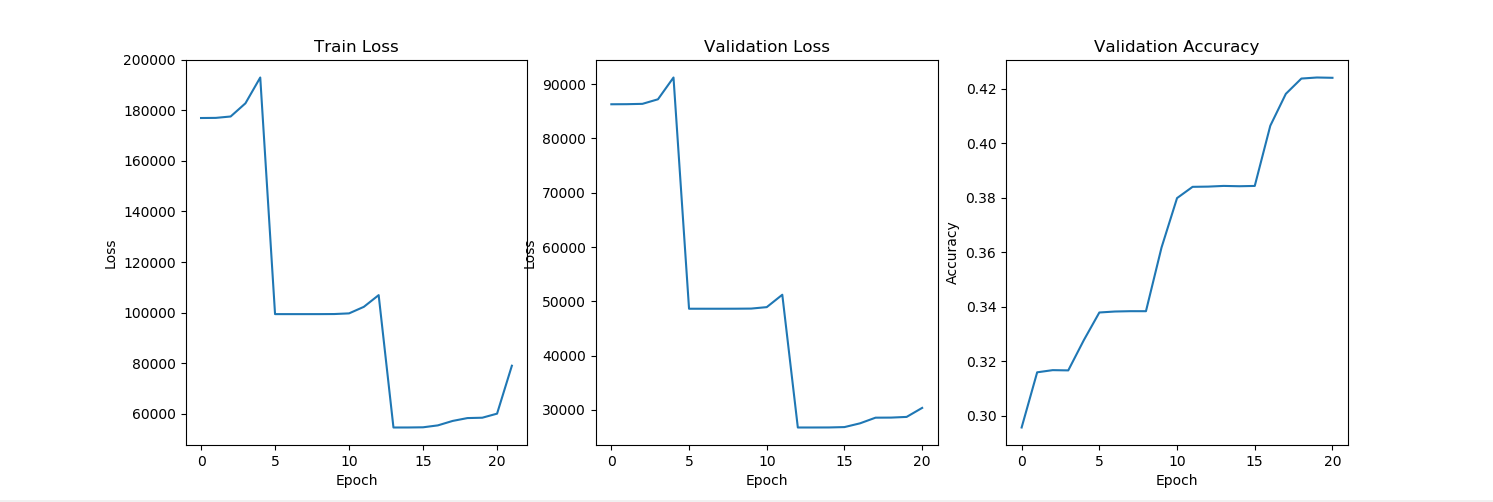 Train Loss
200000
180000
160000
140000
120000
100000
80000
60000
Loss
0 5 10 15 20
Epoch
Validation Loss
90000
80000
70000
60000
50000
40000
30000
Loss
0 5 10 15 20
Epoch
Validation Accuracy
0.42
0.40
0.38
0.36
0.34
0.32
0.30
Accuracy
0 5 10 15 20
Epoch